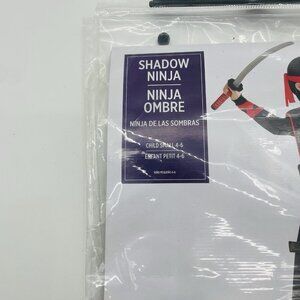 SHADOW
NINJA
NINJA
OMBRE
NINJA DE LAS SOMBRAS
CHILD SMALL 4-6
ENFANT PETIT 4-6